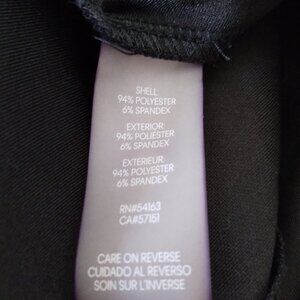 SHELL:
94% POLYESTER
6% SPANDEX
EXTERIOR:
94% POLIÉSTER
6% SPANDEX
EXTERIEUR:
94% POLYESTER
6% SPANDEX
RN#54163
CA#57151
CARE ON REVERSE
CUIDADO AL REVERSO
SOIN SUR L'INVERSE